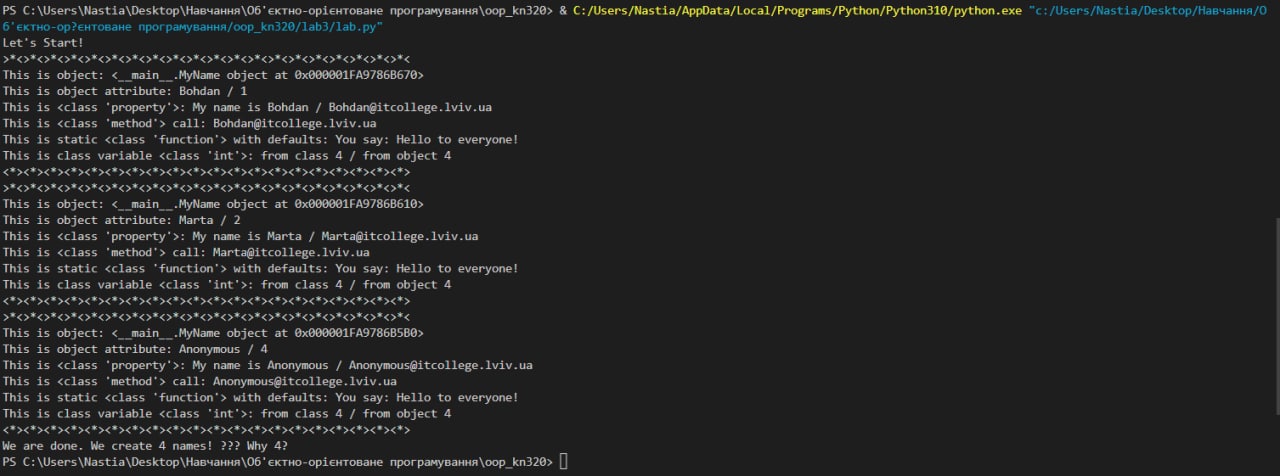 PS C:\Users\Nastia\Desktop\Навчання\Об'єктно-орієнтоване програмування\oop_kn320> & C:/Users/Nastia/AppData/Local/Programs/Python/Python310/python.exe "c:/Users/Nastia/Desktop/Навчання/О
б'єктно-ор?єнтоване програмування/oop_kn320/lab3/lab.py"
Let's Start!
>*<>*<>*<>*<>*<>*<>*<>*<>*<>*<>*<>*<>*<>*<>*<>*<>*<>*<>*<>*<
This is object: <__main__.MyName object at 0x000001FA9786B670>
This is object attribute: Bohdan / 1
This is <class 'property'>: My name is Bohdan / Bohdan@itcollege.lviv.ua
This is <class 'method'> call: Bohdan@itcollege.lviv.ua
This is static <class 'function'> with defaults: You say: Hello to everyone!
This is class variable <class 'int'>: from class 4 / from object 4
<*><*><*><*><*><*><*><*><*><*><*><*><*><*><*><*><*><*><*><*>
>*<>*<>*<>*<>*<>*<>*<>*<>*<>*<>*<>*<>*<>*<>*<>*<>*<>*<>*<>*<
This is object: <__main__.MyName object at 0x000001FA9786B610>
This is object attribute: Marta / 2
This is <class 'property'>: My name is Marta / Marta@itcollege.lviv.ua
This is <class 'method'> call: Marta@itcollege.lviv.ua
This is static <class 'function'> with defaults: You say: Hello to everyone!
This is class variable <class 'int'>: from class 4 / from object 4
<*><*><*><*><*><*><*><*><*><*><*><*><*><*><*><*><*><*><*><*>
>*<>*<>*<>*<>*<>*<>*<>*<>*<>*<>*<>*<>*<>*<>*<>*<>*<>*<>*<>*<
This is object: <__main__.MyName object at 0x000001FA9786B5B0>
This is object attribute: Anonymous / 4
This is <class 'property'>: My name is Anonymous / Anonymous@itcollege.lviv.ua
This is <class 'method'> call: Anonymous@itcollege.lviv.ua
This is static <class 'function'> with defaults: You say: Hello to everyone!
This is class variable <class 'int'>: from class 4 / from object 4
<*><*><*><*><*><*><*><*><*><*><*><*><*><*><*><*><*><*><*><*>
We are done. We create 4 names! ??? Why 4?
PS C:\Users\Nastia\Desktop\Навчання\Об'єктно-орієнтоване програмування\oop_kn320>